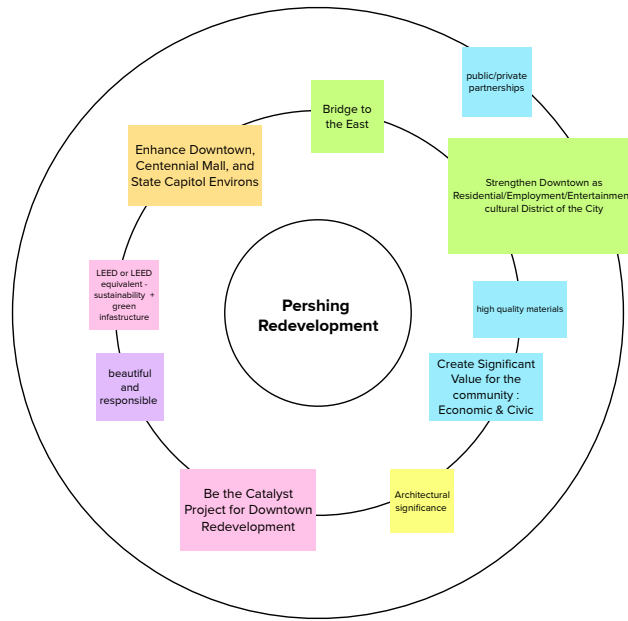 public/private
partnerships
Bridge to
the East
Enhance Downtown,
Centennial Mall, and
State Capitol Environs
Strengthen Downtown as
Residential/Employment/Entertainmen
cultural District of the City
LEED or LEED
equivalent -
sustainability +
green
infastructure
Pershing
Redevelopment
high quality materials
beautiful
and
responsible
Create Significant
Value for the
community :
Economic & Civic
Be the Catalyst
Project for Downtown
Redevelopment
Architectural
significance